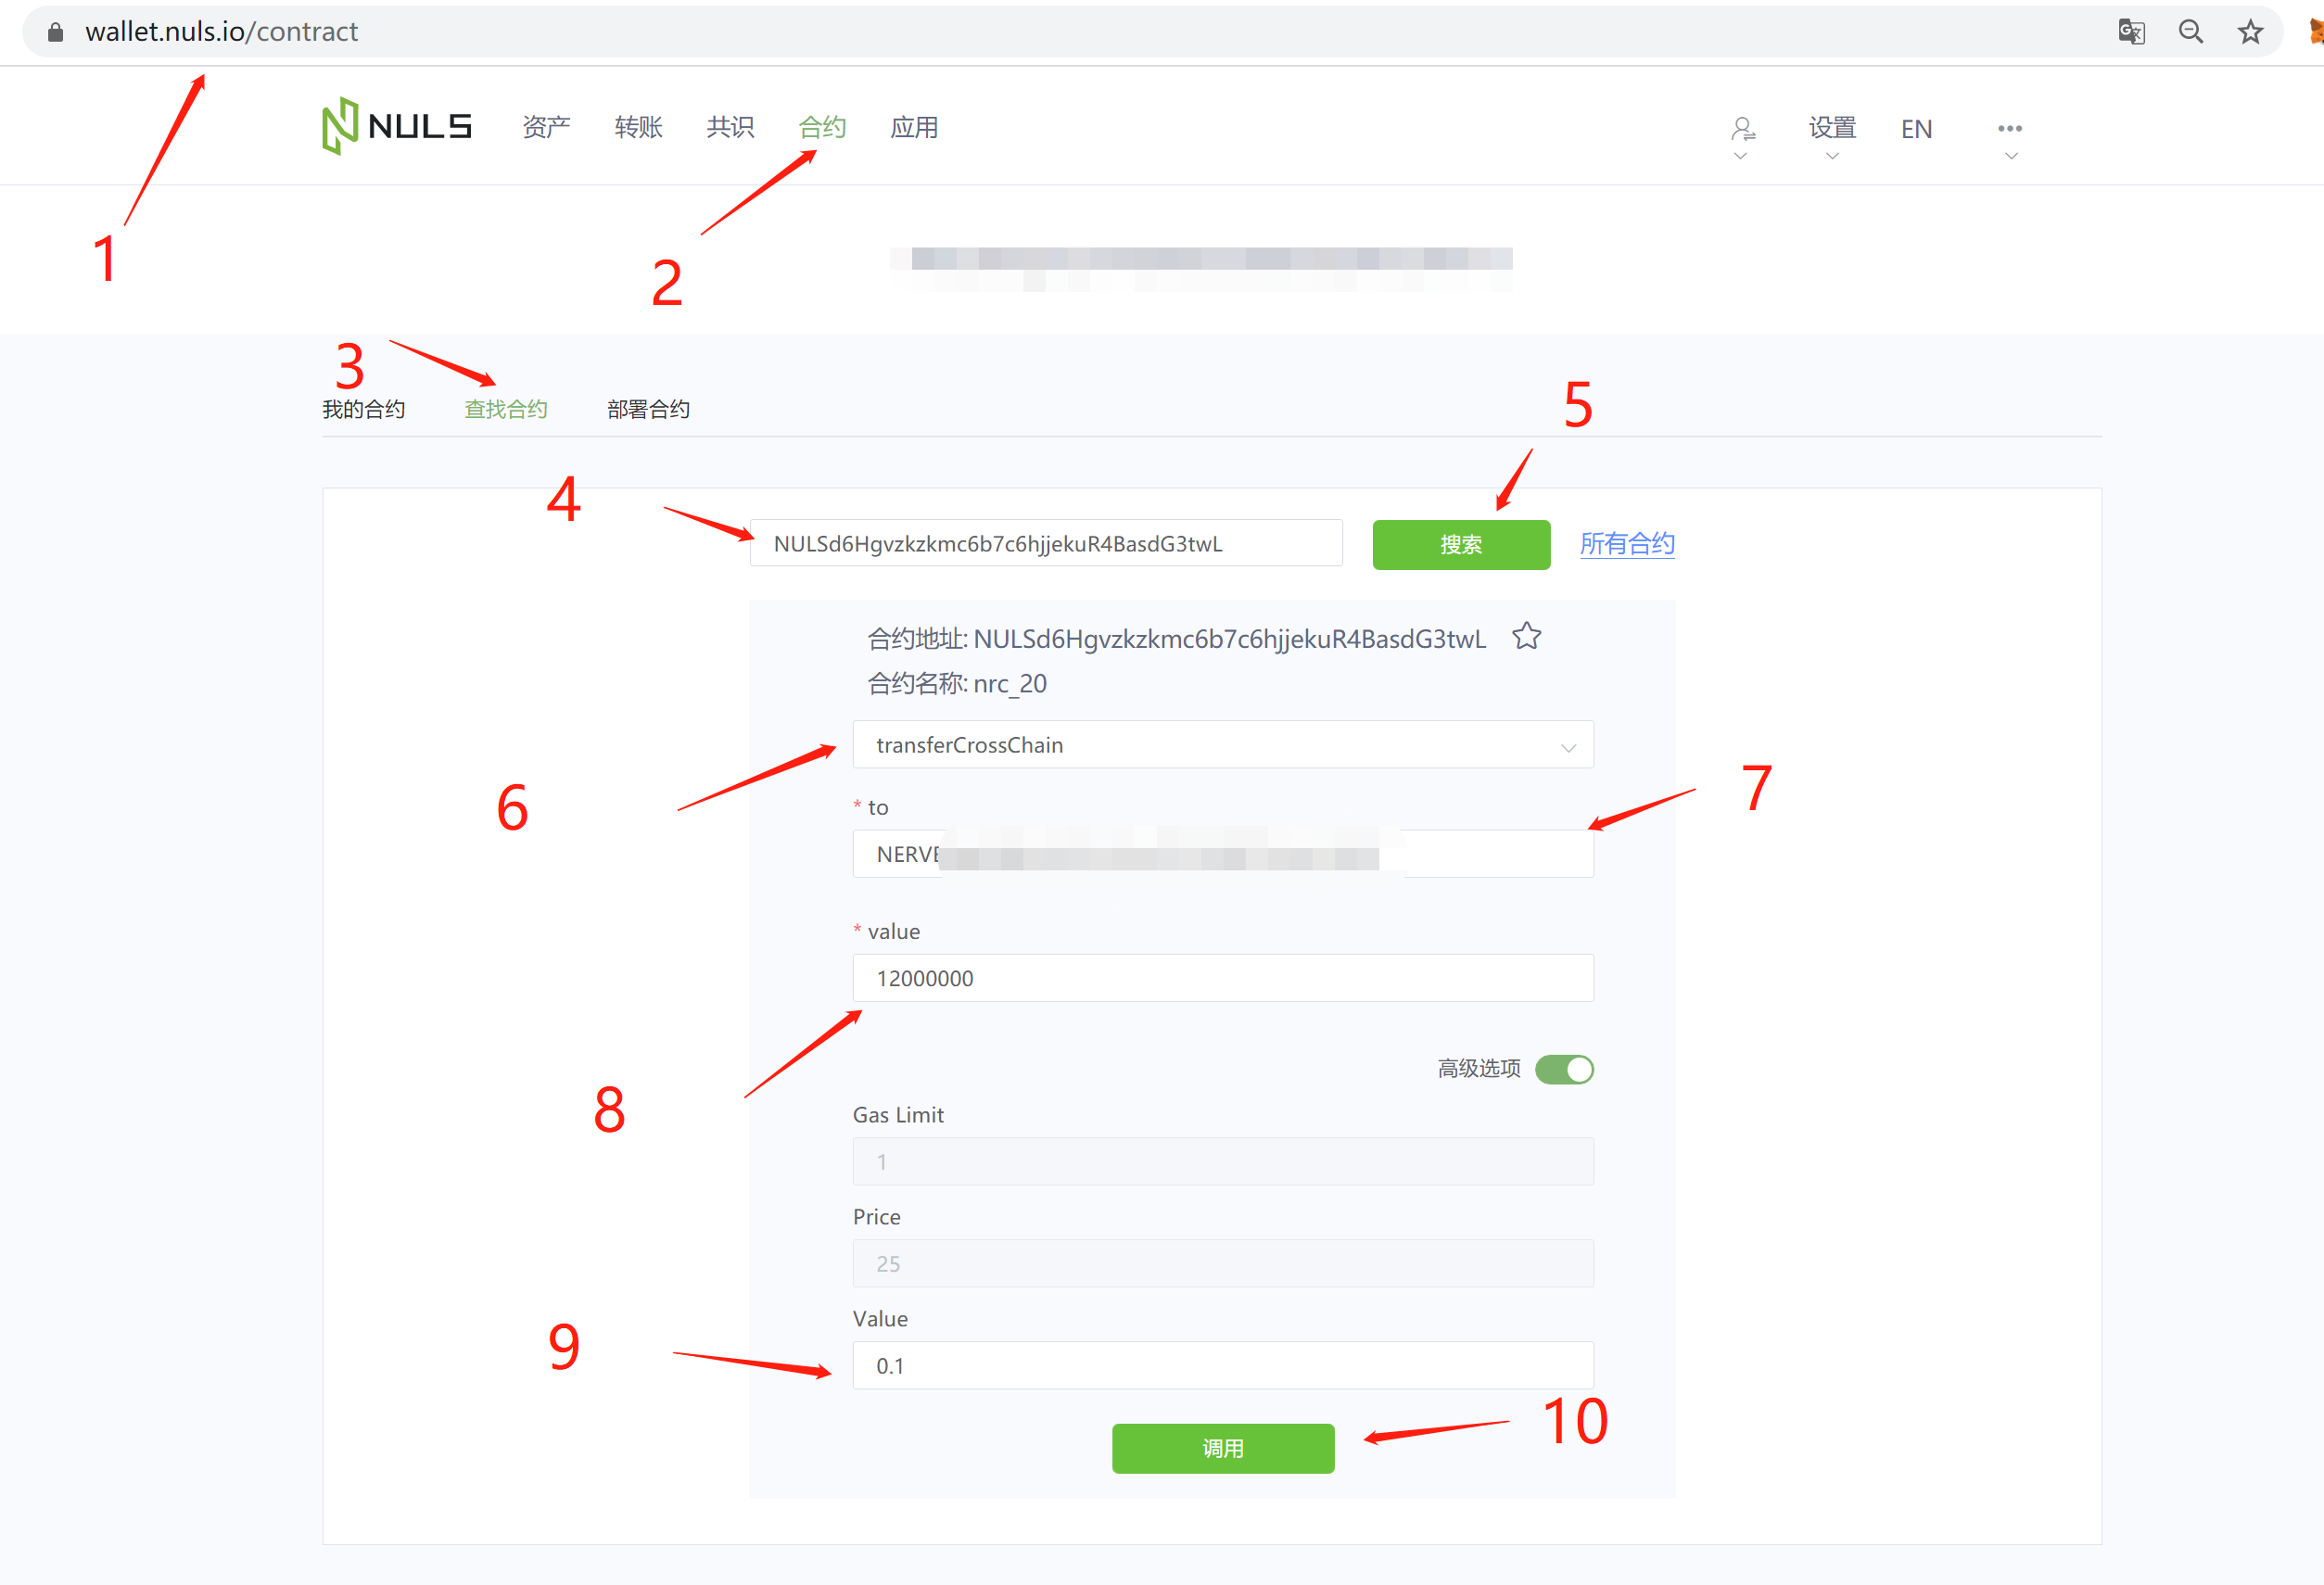 wallet.nuls.io/contract
NULS 资产 转账 共识 合约 应用 设置 EN
1
2
3
我的合约 查找合约 部署合约
5
4
NULSd6Hgvzkzkmc6b7c6hjjekuR4BasdG3twL 搜索 所有合约
合约地址: NULSd6Hgvzkzkmc6b7c6hjjekuR4BasdG3twL
合约名称: nrc_20
transferCrossChain
6
7
* to
NERVE
* value
12000000
8
高级选项
Gas Limit
1
Price
25
Value
9
0.1
10
调用